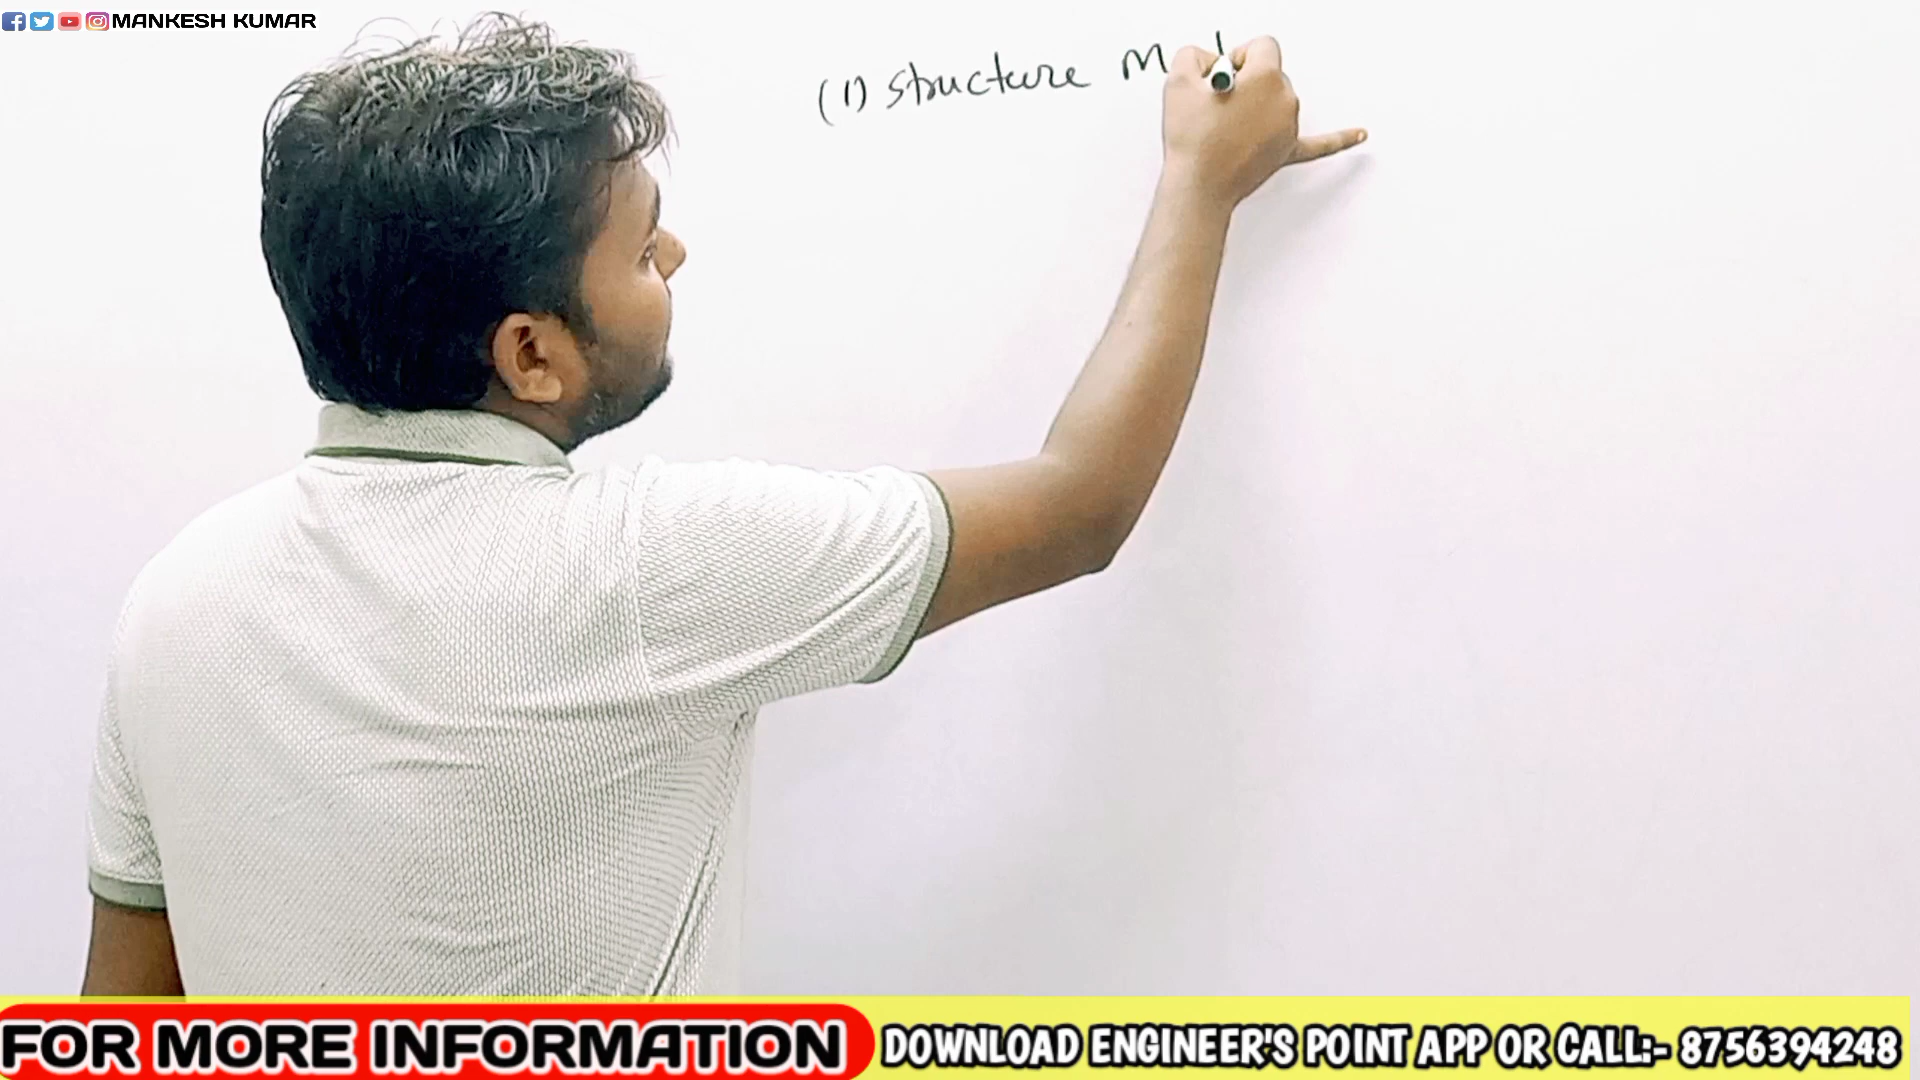 MANKESH KUMAR
(1) structure M
FOR MORE INFORMATION DOWNLOAD ENGINEER'S POINT APP OR CALL:- 8756394248